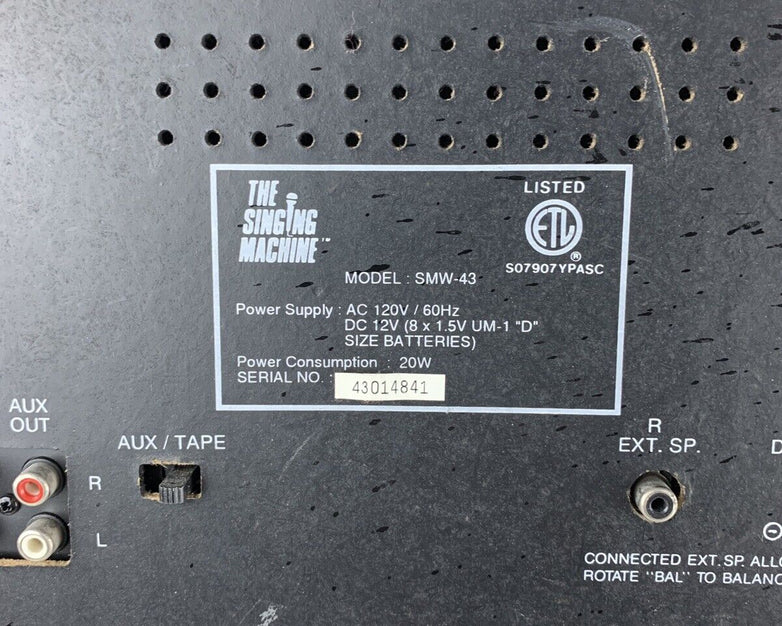 THE
SINGING
MACHINE™
LISTED
ETL
®
S07907YPASC
MODEL : SMW-43
Power Supply : AC 120V / 60Hz
DC 12V (8 x 1.5V UM-1 "D"
SIZE BATTERIES)
Power Consumption : 20W
SERIAL NO. : 43014841
AUX
OUT
R
L
AUX / TAPE
R
EXT. SP.
D
CONNECTED EXT. SP. ALLO
ROTATE "BAL" TO BALANC